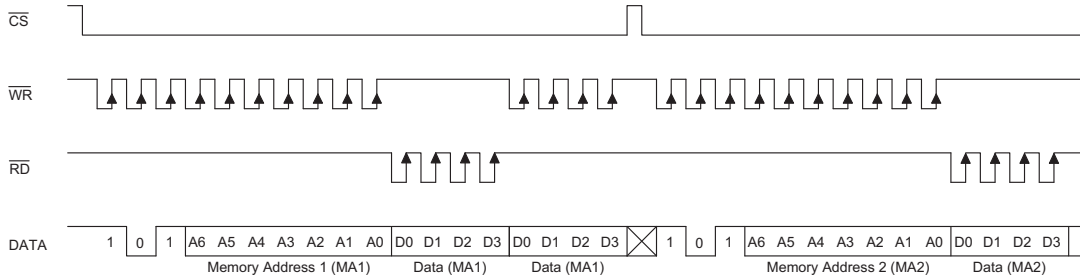 CS
WR
RD
DATA 1 0 1 A6 A5 A4 A3 A2 A1 A0 D0 D1 D2 D3 D0 D1 D2 D3 1 0 1 A6 A5 A4 A3 A2 A1 A0 D0 D1 D2 D3
Memory Address 1 (MA1) Data (MA1) Data (MA1) Memory Address 2 (MA2) Data (MA2)